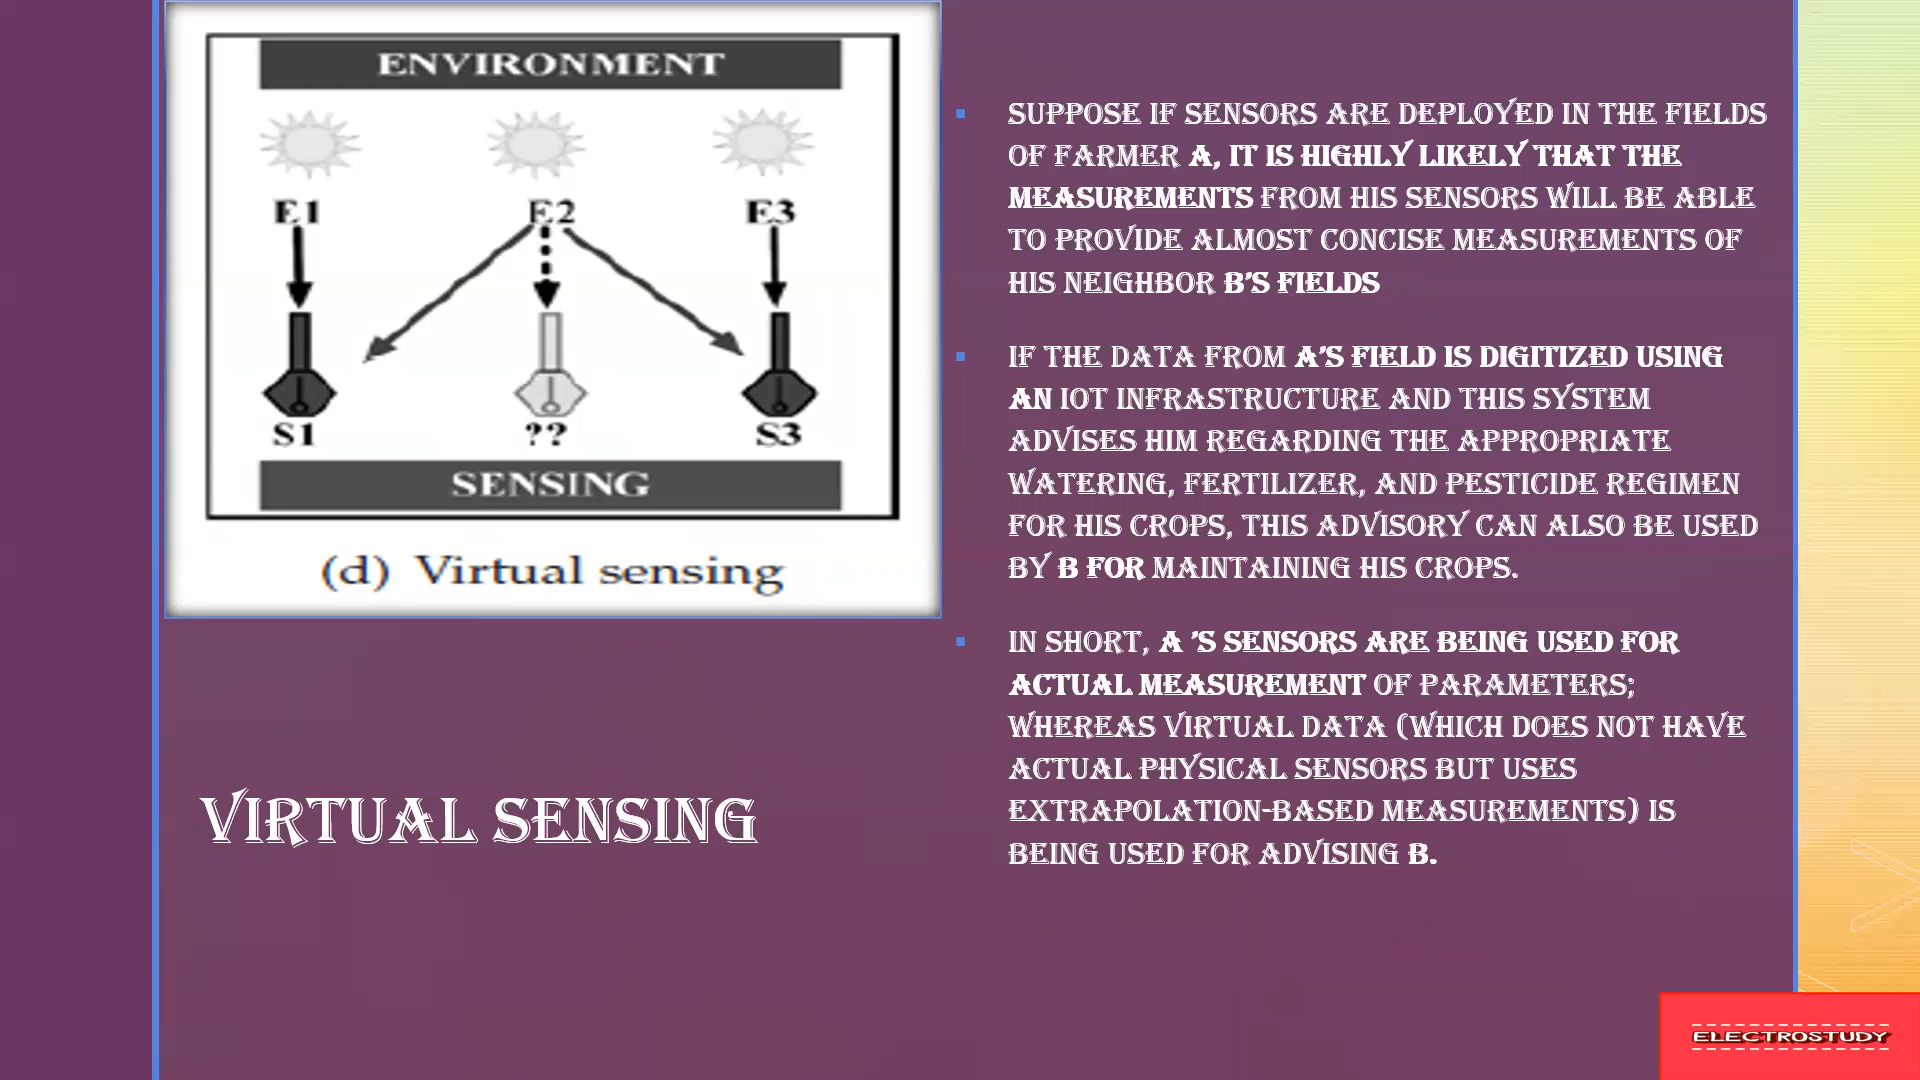 ENVIRONMENT
E1 E2 E3
S1 ?? S3
SENSING
(d) Virtual sensing
VIRTUAL SENSING
SUPPOSE IF SENSORS ARE DEPLOYED IN THE FIELDS
OF FARMER A, IT IS HIGHLY LIKELY THAT THE
MEASUREMENTS FROM HIS SENSORS WILL BE ABLE
TO PROVIDE ALMOST CONCISE MEASUREMENTS OF
HIS NEIGHBOR B'S FIELDS
IF THE DATA FROM A'S FIELD IS DIGITIZED USING
AN IOT INFRASTRUCTURE AND THIS SYSTEM
ADVISES HIM REGARDING THE APPROPRIATE
WATERING, FERTILIZER, AND PESTICIDE REGIMEN
FOR HIS CROPS, THIS ADVISORY CAN ALSO BE USED
BY B FOR MAINTAINING HIS CROPS.
IN SHORT, A 'S SENSORS ARE BEING USED FOR
ACTUAL MEASUREMENT OF PARAMETERS;
WHEREAS VIRTUAL DATA (WHICH DOES NOT HAVE
ACTUAL PHYSICAL SENSORS BUT USES
EXTRAPOLATION-BASED MEASUREMENTS) IS
BEING USED FOR ADVISING B.
ELECTROSTUDY